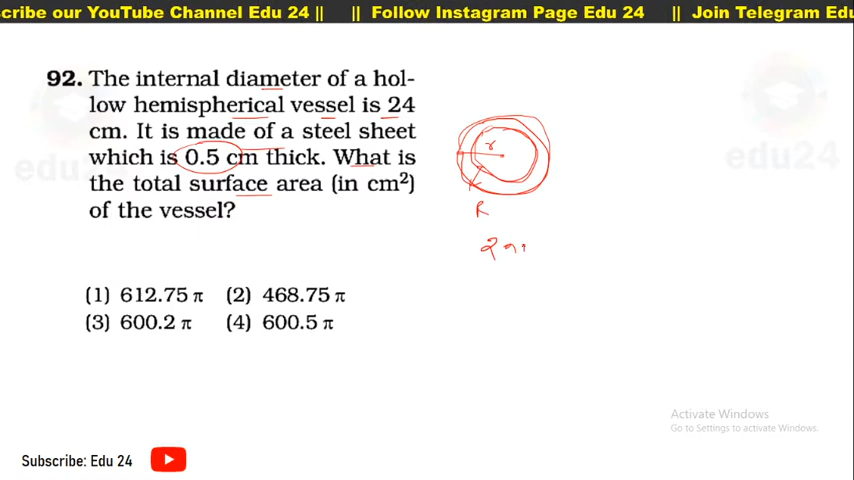 scribe our YouTube Channel Edu 24 || || Follow Instagram Page Edu 24 || Join Telegram Edu
92. The internal diameter of a hol-
low hemispherical vessel is 24
cm. It is made of a steel sheet
which is 0.5 cm thick. What is
the total surface area (in cm²)
of the vessel?
r
R
2
(1) 612.75 π (2) 468.75 π
(3) 600.2 π (4) 600.5 π
edu24
edu24
Activate Windows
Go to Settings to activate Windows.
Subscribe: Edu 24